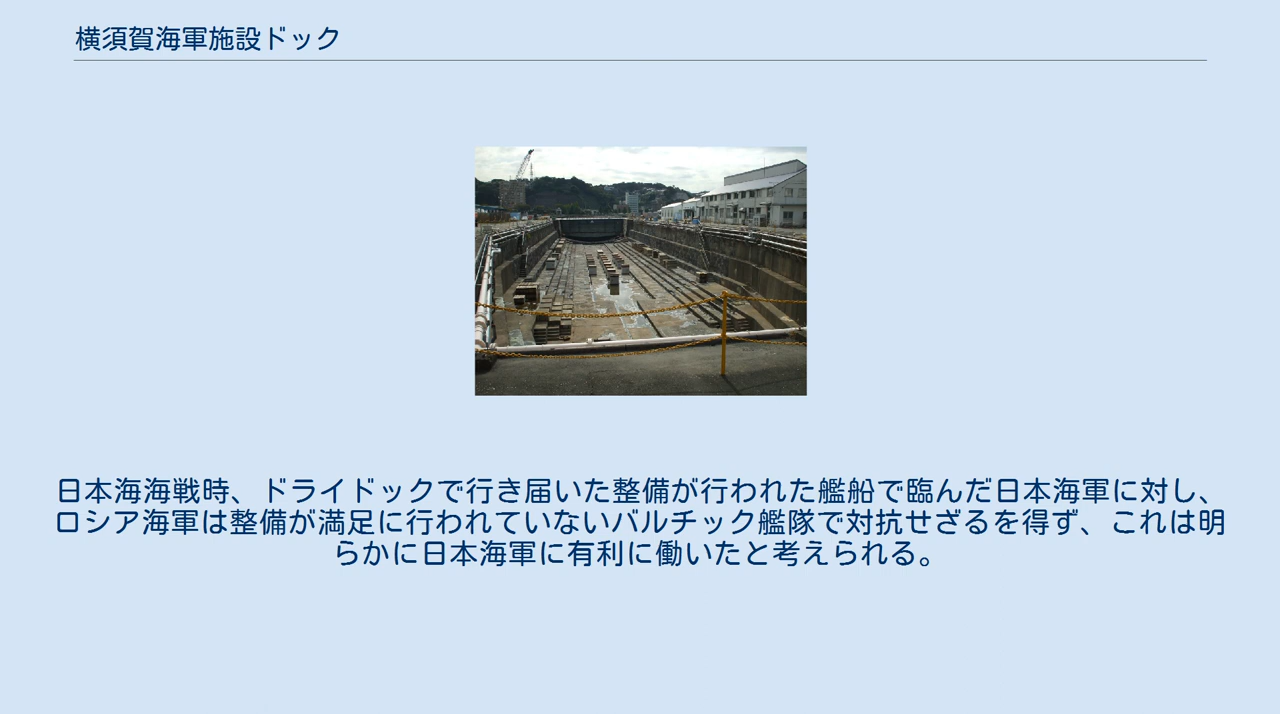 横須賀海軍施設ドック
日本海海戦時、ドライドックで行き届いた整備が行われた艦船で臨んだ日本海軍に対し、
ロシア海軍は整備が満足に行われていないバルチック艦隊で対抗せざるを得ず、これは明
らかに日本海軍に有利に働いたと考えられる。